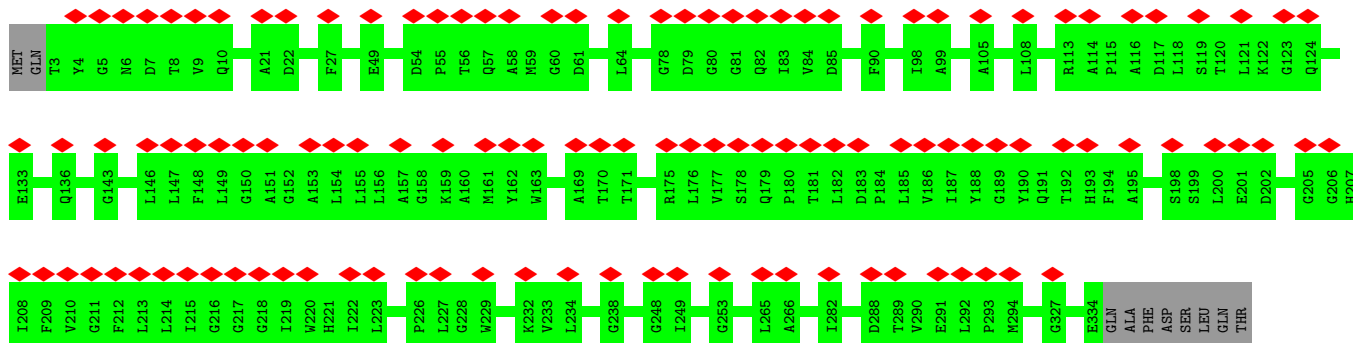 MET GLN T3 Y4 G5 N6 D7 T8 V9 Q10 A21 D22 F27 E49 D54 P55 T56 Q57 A58 M59 G60 D61 L64 G78 D79 G80 G81 Q82 I83 V84 D85 F90 I98 A99 A105 L108 R113 A114 P115 A116 D117 L118 S119 T120 L121 K122 G123 Q124
E133 Q136 G143 L146 L147 F148 L149 G150 A151 G152 A153 L154 L155 L156 A157 G158 K159 A160 M161 Y162 W163 A169 T170 T171 R175 L176 V177 S178 Q179 P180 T181 L182 D183 P184 L185 V186 I187 Y188 G189 Y190 Q191 T192 H193 F194 A195 S198 S199 L200 E201 D202 G205 G206 H207
I208 F209 V210 G211 F212 L213 L214 I215 G216 G217 G218 I219 W220 H221 I222 L223 P226 L227 G228 W229 K232 V233 L234 G238 G248 I249 G253 L265 A266 I282 D288 T289 V290 E291 L292 P293 M294 G327 E334 GLN ALA PHE ASP SER LEU GLN THR